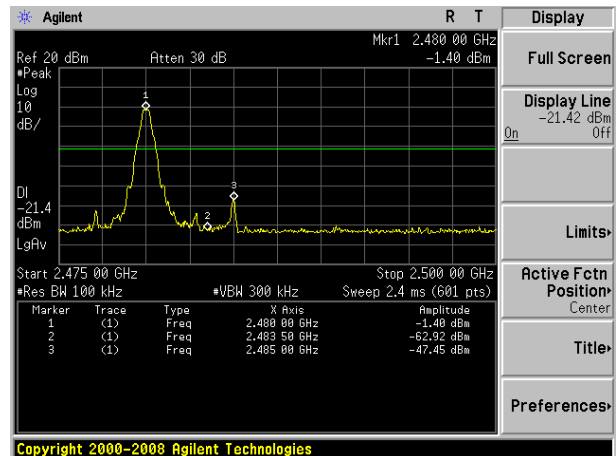 Agilent R T
Mkr1 2.480 00 GHz
Ref 20 dBm Atten 30 dB -1.40 dBm
#Peak
Log
10
dB/
1
2
3
DI
-21.4
dBm
LgAv
Start 2.475 00 GHz Stop 2.500 00 GHz
#Res BW 100 kHz #VBW 300 kHz Sweep 2.4 ms (601 pts)
Marker Trace Type X Axis Amplitude
1 (1) Freq 2.480 00 GHz -1.40 dBm
2 (1) Freq 2.483 50 GHz -62.92 dBm
3 (1) Freq 2.485 00 GHz -47.45 dBm
Copyright 2000-2008 Agilent Technologies
Display
Full Screen
Display Line
-21.42 dBm
On Off
Limits
Active Fctn
Position
Center
Title
Preferences